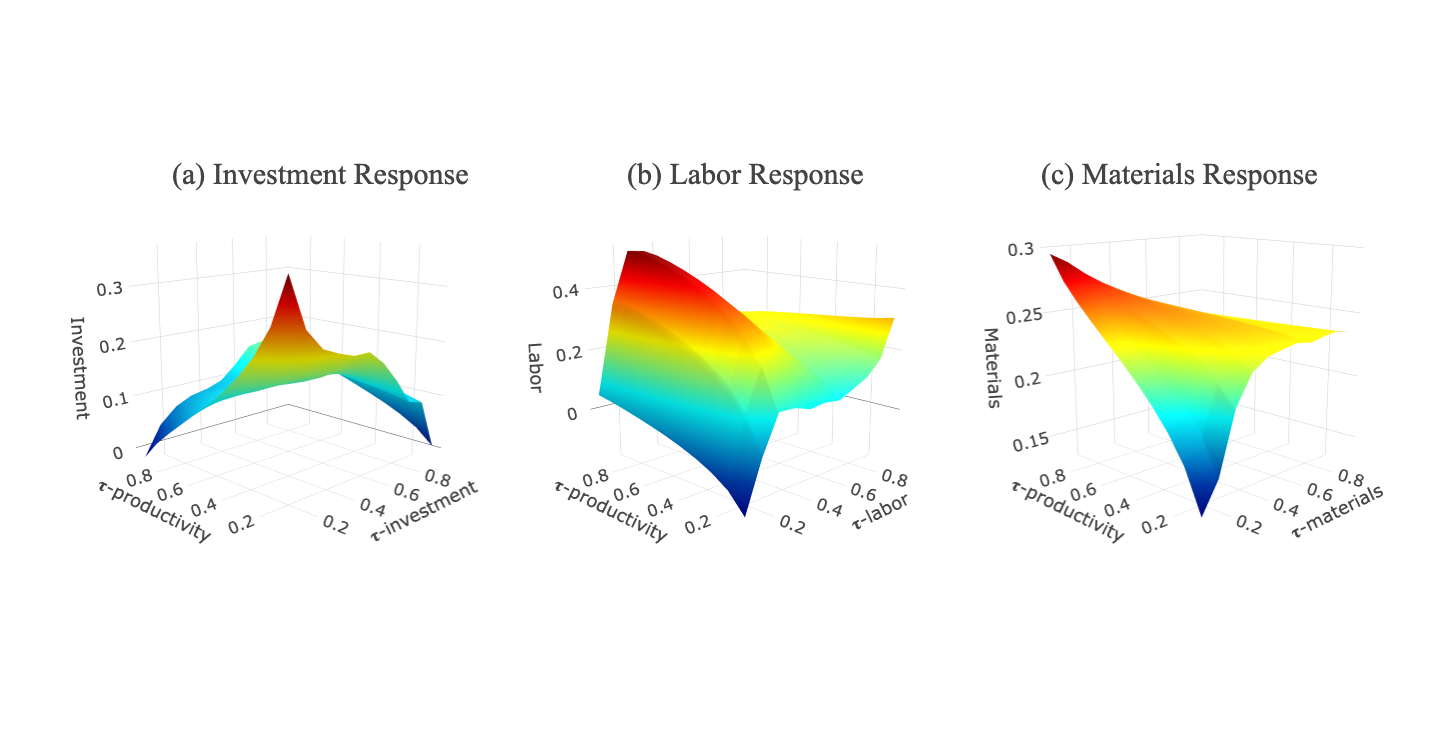 (a) Investment Response
0.3
0.2
0.1
0
Investment
0.8
0.6
0.4
0.2
τ-productivity
0.2
0.4
0.6
0.8
τ-investment
(b) Labor Response
0.4
0.2
0
Labor
0.8
0.6
0.4
0.2
τ-productivity
0.2
0.4
0.6
0.8
τ-labor
(c) Materials Response
0.3
0.25
0.2
0.15
Materials
0.8
0.6
0.4
0.2
τ-productivity
0.2
0.4
0.6
0.8
τ-materials